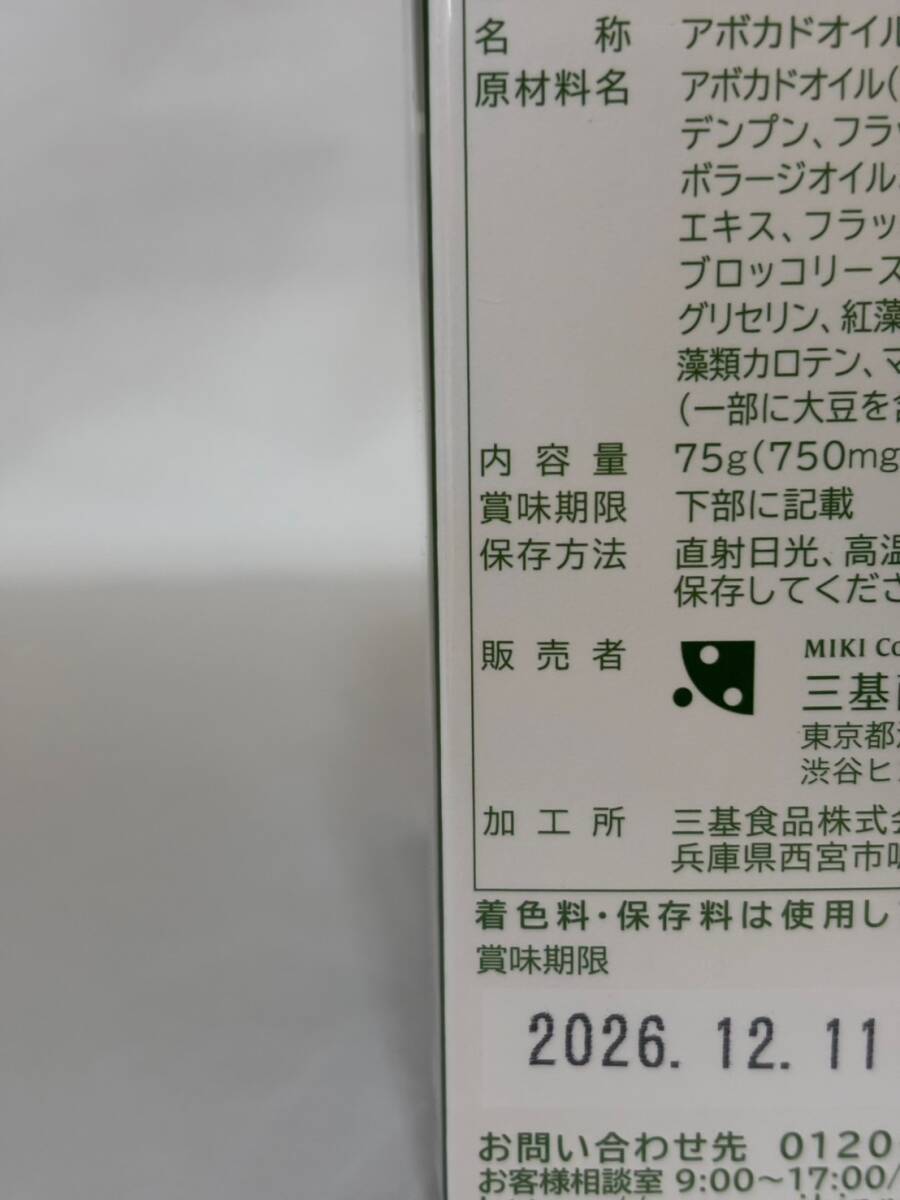 名称 アボカドオイル
原材料名 アボカドオイル(
デンプン、フラッ
ボラージオイル、
エキス、フラッ
ブロッコリース
グリセリン、紅藻
藻類カロテン、マ
(一部に大豆を含
内容量 75g(750mg
賞味期限 下部に記載
保存方法 直射日光、高温
保存してくださ
販売者 MIKI Co
三基商
東京都渋
渋谷ヒ
加工所 三基食品株式会
兵庫県西宮市
着色料・保存料は使用し
賞味期限
2026.12.11
お問い合わせ先 0120
お客様相談室 9:00〜17:00/